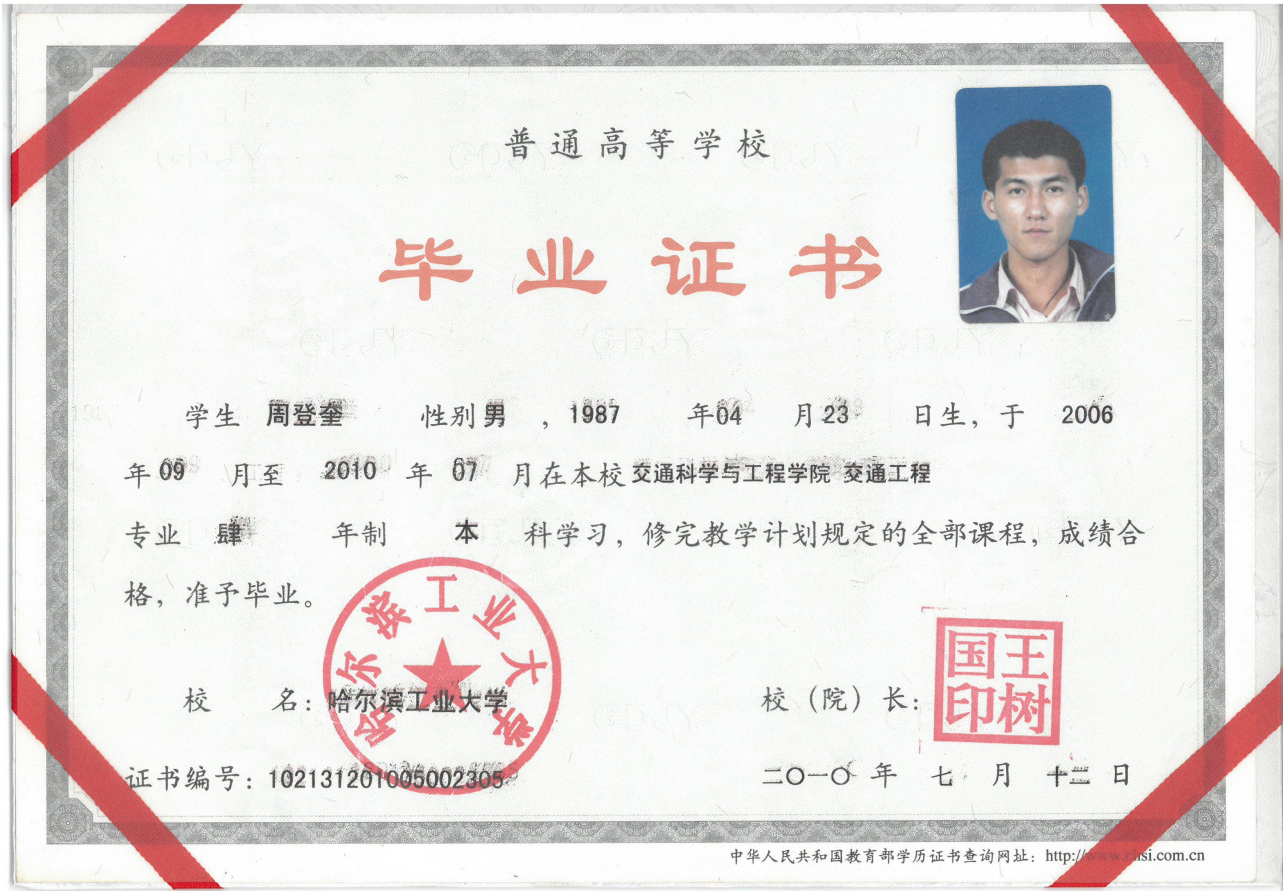 普通高等学校
毕业证书
学生 周登奎 性别 男 ，1987 年 04 月 23 日生，于 2006
年 09 月至 2010 年 07 月在本校 交通科学与工程学院 交通工程
专业 肆 年制 本 科学习，修完教学计划规定的全部课程，成绩合
格，准予毕业。
哈尔滨工业大学
国王
印树
校 名：哈尔滨工业大学 校（院）长：
证书编号：102131201005002305 二〇一〇 年 七 月 十二 日
中华人民共和国教育部学历证书查询网址：http://www.chsi.com.cn